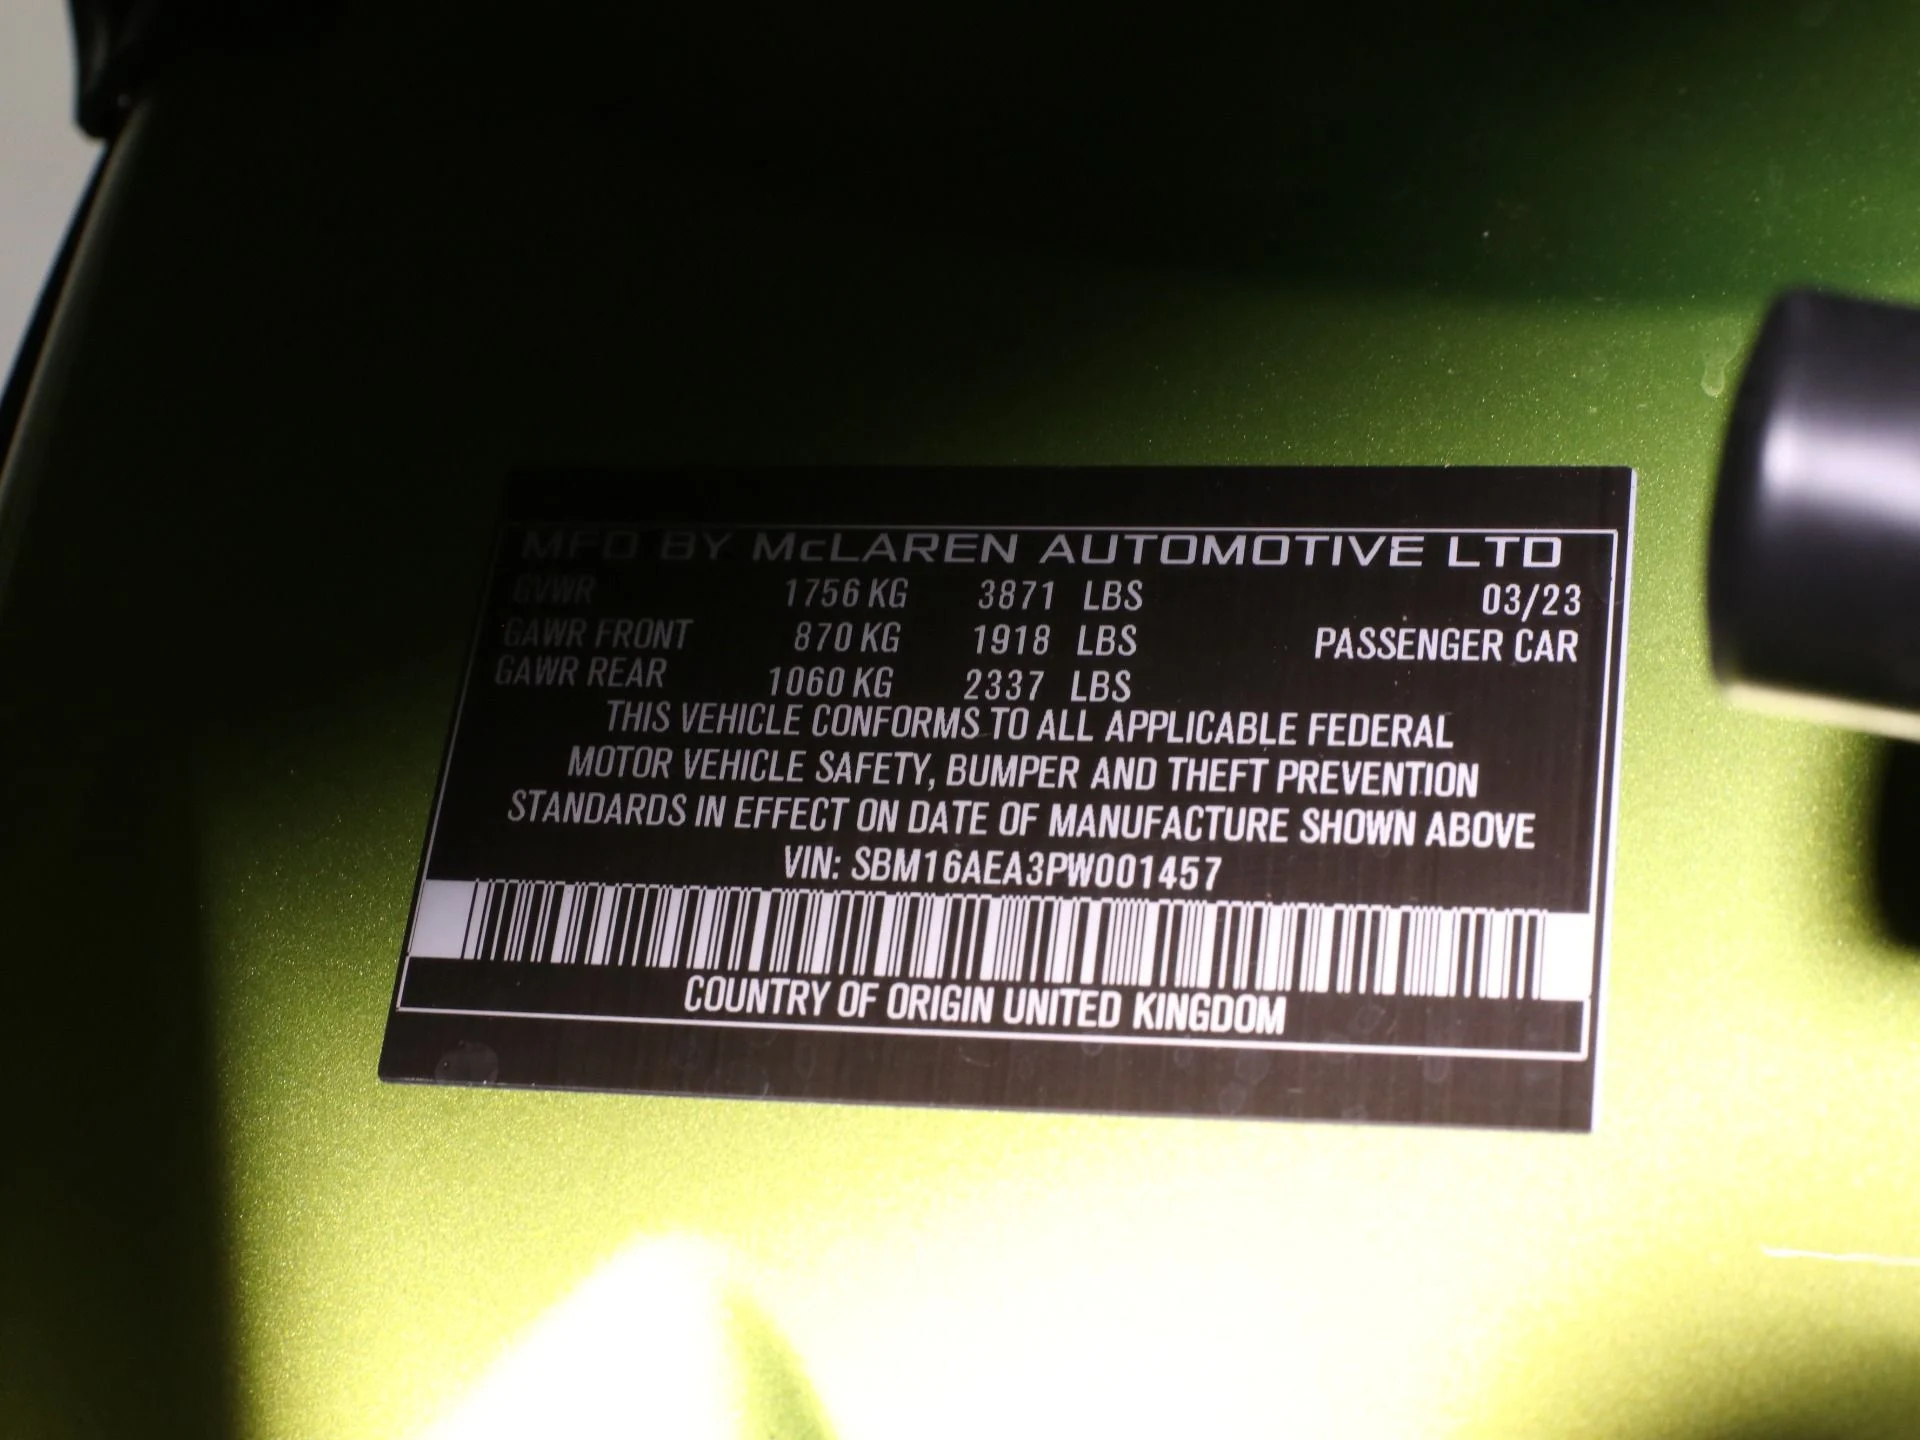 MFD BY McLAREN AUTOMOTIVE LTD
GVWR 1756 KG 3871 LBS 03/23
GAWR FRONT 870 KG 1918 LBS PASSENGER CAR
GAWR REAR 1060 KG 2337 LBS
THIS VEHICLE CONFORMS TO ALL APPLICABLE FEDERAL
MOTOR VEHICLE SAFETY, BUMPER AND THEFT PREVENTION
STANDARDS IN EFFECT ON DATE OF MANUFACTURE SHOWN ABOVE
VIN: SBM16AEA3PW001457
COUNTRY OF ORIGIN UNITED KINGDOM